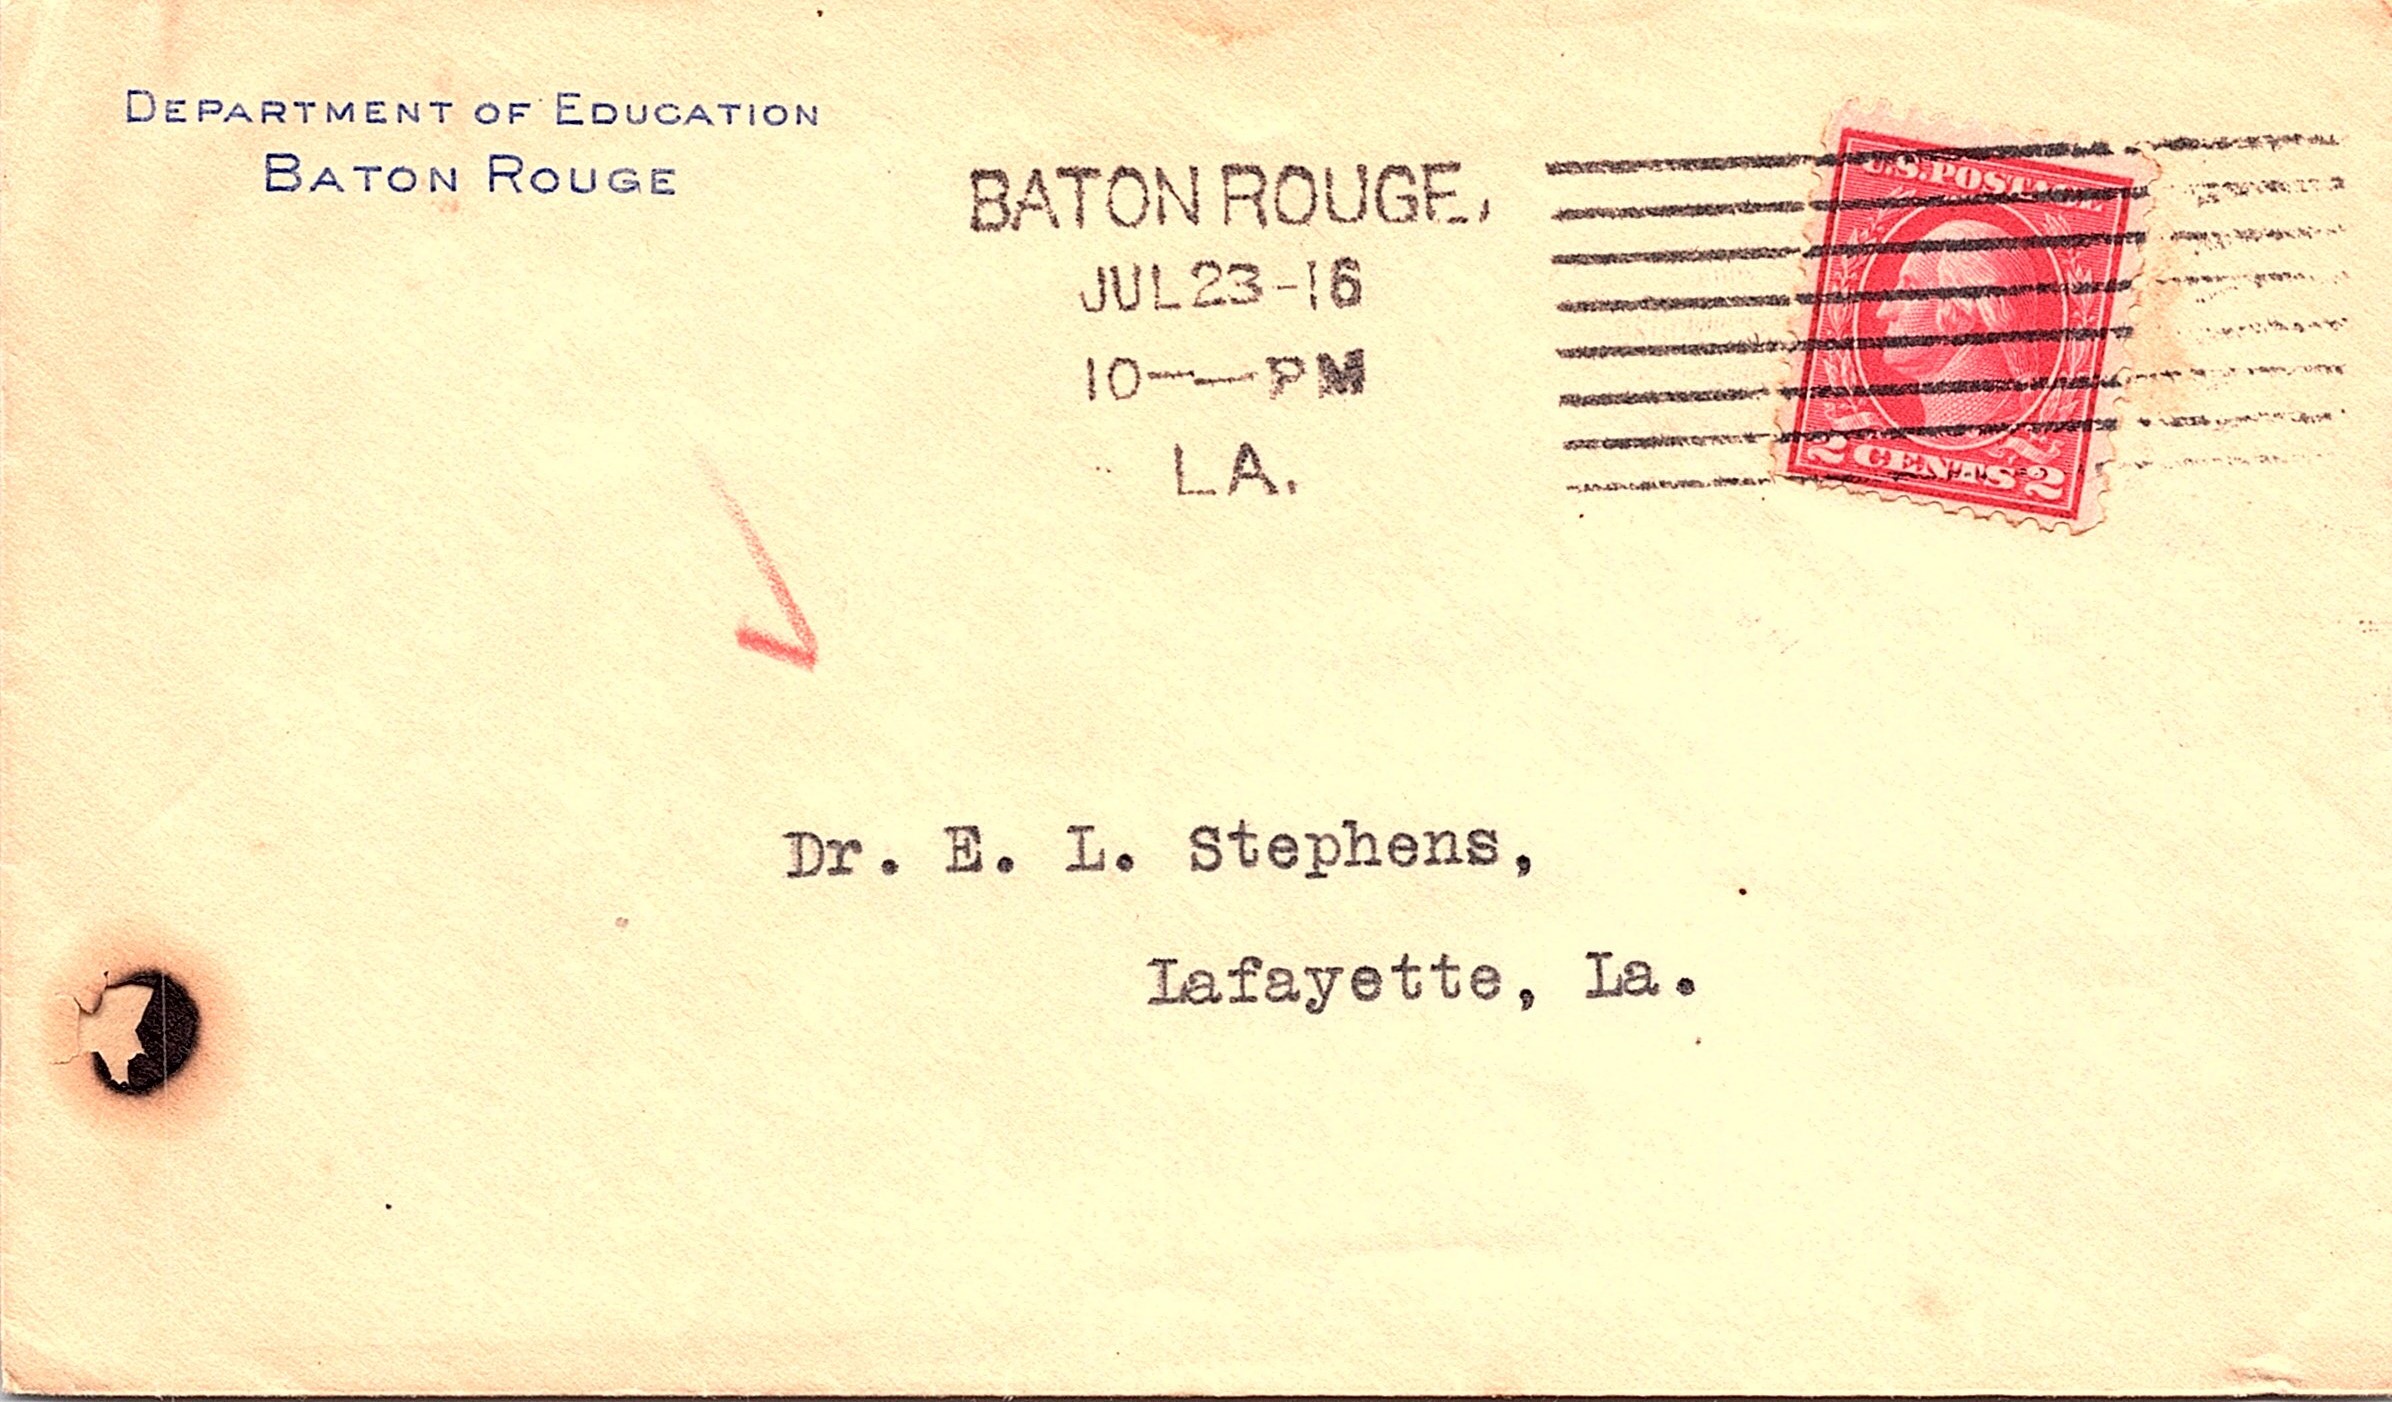 DEPARTMENT OF EDUCATION
BATON ROUGE
BATON ROUGE,
JUL 23-16
10--PM
LA.
U.S. POSTAGE
2 CENTS 2
Dr. E. L. Stephens,
Lafayette, La.